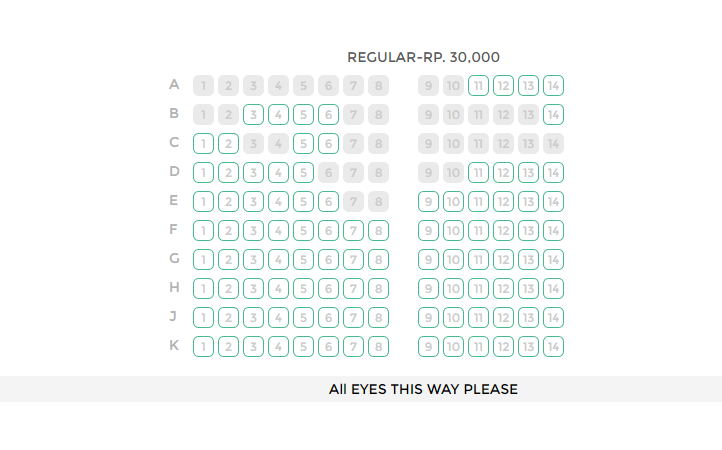 REGULAR-RP. 30,000
A 1 2 3 4 5 6 7 8 9 10 11 12 13 14
B 1 2 3 4 5 6 7 8 9 10 11 12 13 14
C 1 2 3 4 5 6 7 8 9 10 11 12 13 14
D 1 2 3 4 5 6 7 8 9 10 11 12 13 14
E 1 2 3 4 5 6 7 8 9 10 11 12 13 14
F 1 2 3 4 5 6 7 8 9 10 11 12 13 14
G 1 2 3 4 5 6 7 8 9 10 11 12 13 14
H 1 2 3 4 5 6 7 8 9 10 11 12 13 14
J 1 2 3 4 5 6 7 8 9 10 11 12 13 14
K 1 2 3 4 5 6 7 8 9 10 11 12 13 14
All EYES THIS WAY PLEASE